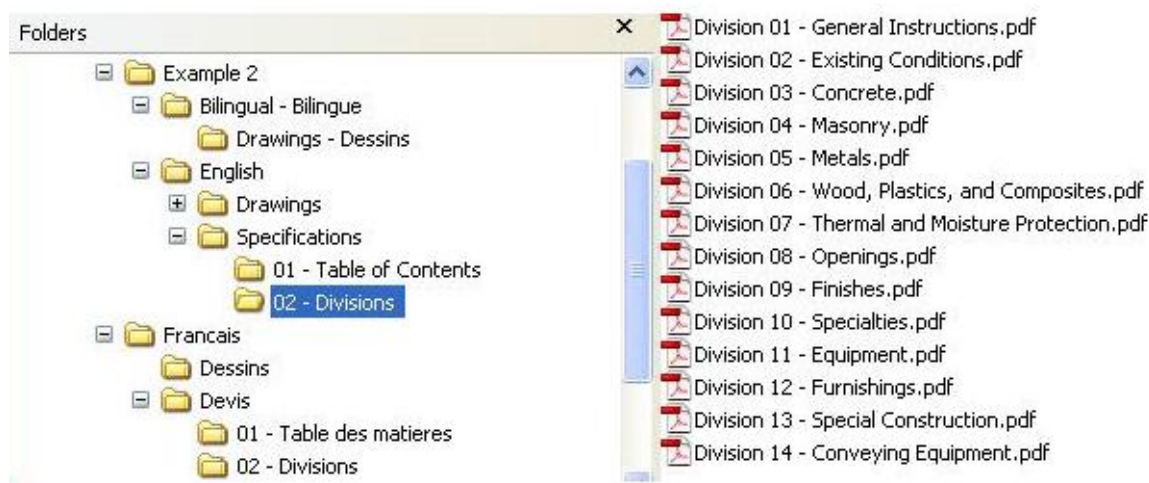 Folders
Example 2
Bilingual - Bilingue
Drawings - Dessins
English
Drawings
Specifications
01 - Table of Contents
02 - Divisions
Francais
Dessins
Devis
01 - Table des matieres
02 - Divisions
Division 01 - General Instructions.pdf
Division 02 - Existing Conditions.pdf
Division 03 - Concrete.pdf
Division 04 - Masonry.pdf
Division 05 - Metals.pdf
Division 06 - Wood, Plastics, and Composites.pdf
Division 07 - Thermal and Moisture Protection.pdf
Division 08 - Openings.pdf
Division 09 - Finishes.pdf
Division 10 - Specialties.pdf
Division 11 - Equipment.pdf
Division 12 - Furnishings.pdf
Division 13 - Special Construction.pdf
Division 14 - Conveying Equipment.pdf